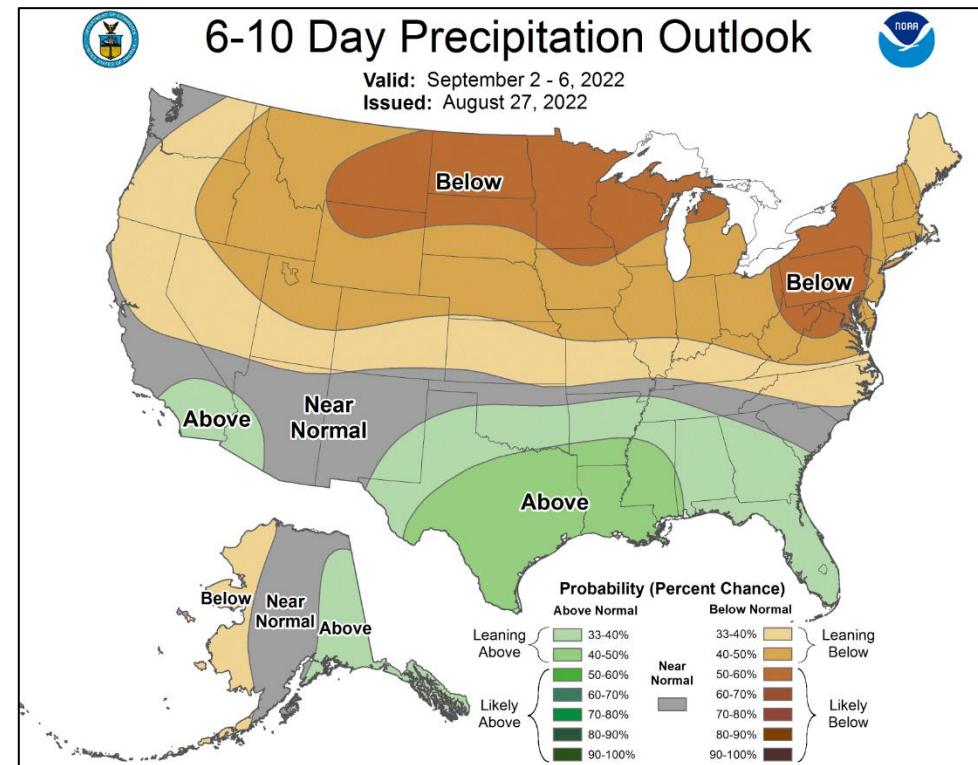 6-10 Day Precipitation Outlook
Valid: September 2 - 6, 2022
Issued: August 27, 2022
NOAA
Below
Below
Near
Normal
Above
Above
Below
Near
Normal
Above
Probability (Percent Chance)
Above Normal
Below Normal
Leaning
Above
33-40%
40-50%
Likely
Above
50-60%
60-70%
70-80%
80-90%
90-100%
Near
Normal
33-40%
40-50%
Leaning
Below
50-60%
60-70%
70-80%
80-90%
90-100%
Likely
Below